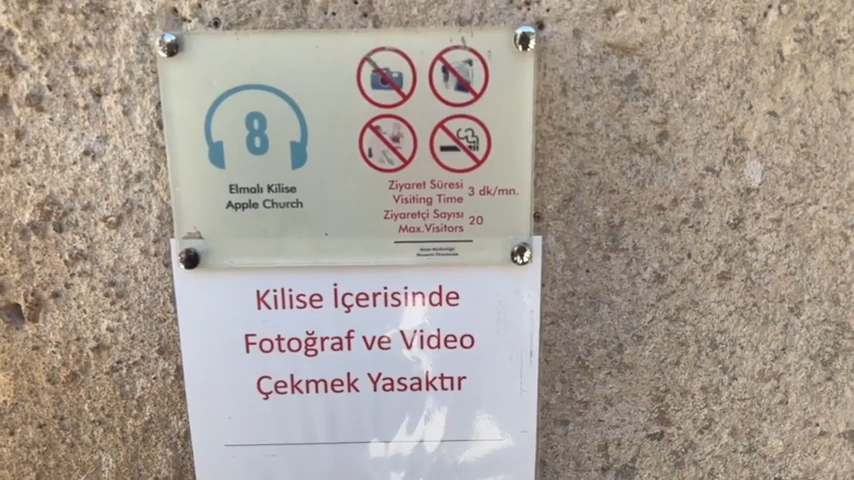 8
Elmalı Kilise
Apple Church
Ziyaret Süresi
Visiting Time
3 dk/mn.
Ziyaretçi Sayısı
Max.Visitors
20
Kilise İçerisinde
Fotoğraf ve Video
Çekmek Yasaktır